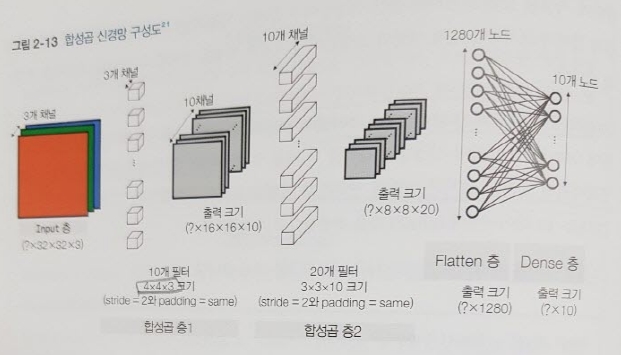 그림 2-13 합성곱 신경망 구성도21
3개 채널
Input 층
(?×32×32×3)
3개 채널
10개 필터
4×4×3 크기
(stride = 2와 padding = same)
합성곱 층1
10채널
출력 크기
(?×16×16×10)
10개 채널
20개 필터
3×3×10 크기
(stride = 2와 padding = same)
합성곱 층2
출력 크기
(?×8×8×20)
1280개 노드
Flatten 층
출력 크기
(?×1280)
10개 노드
Dense 층
출력 크기
(?×10)